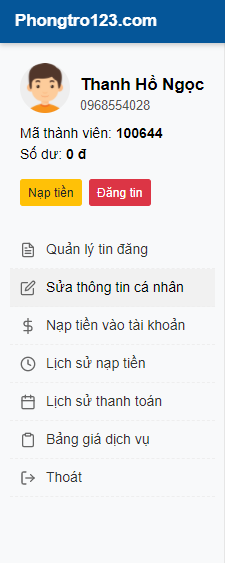 Phongtro123.com
Thanh Hồ Ngọc
0968554028
Mã thành viên: 100644
Số dư: 0 đ
Nạp tiền Đăng tin
Quản lý tin đăng
Sửa thông tin cá nhân
Nạp tiền vào tài khoản
Lịch sử nạp tiền
Lịch sử thanh toán
Bảng giá dịch vụ
Thoát